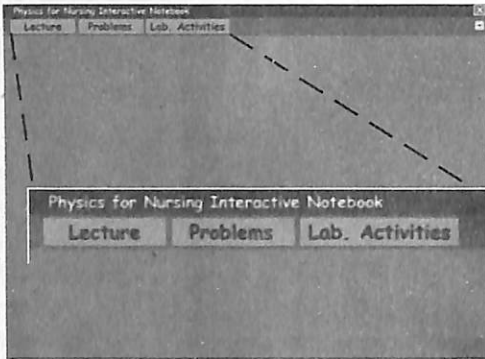 Physics for Nursing Interactive Notebook
Lecture Problems Lab. Activities
Physics for Nursing Interactive Notebook
Lecture Problems Lab. Activities